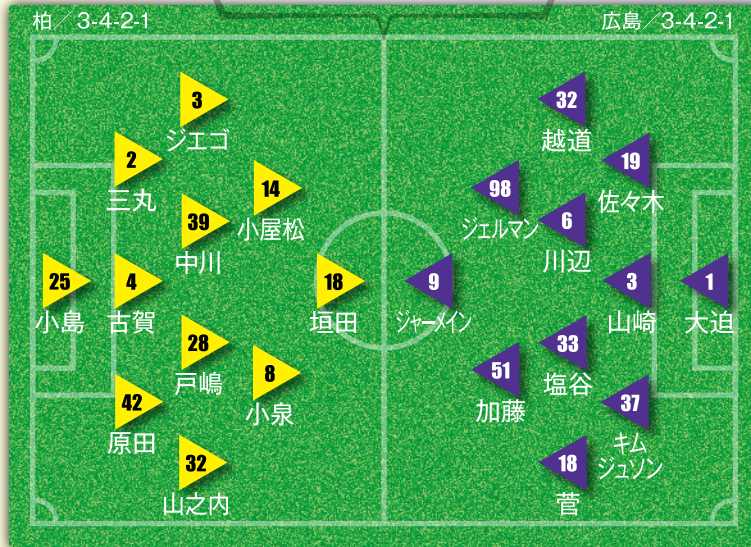 柏／3-4-2-1
広島／3-4-2-1
3
ジエゴ
2
三丸
14
小屋松
39
中川
25
小島
4
古賀
18
垣田
28
戸嶋
8
小泉
42
原田
32
山之内
32
越道
19
佐々木
98
ジェルマン
6
川辺
9
ジャーメイン
3
山崎
1
大迫
33
塩谷
51
加藤
37
キム
ジュソン
18
菅